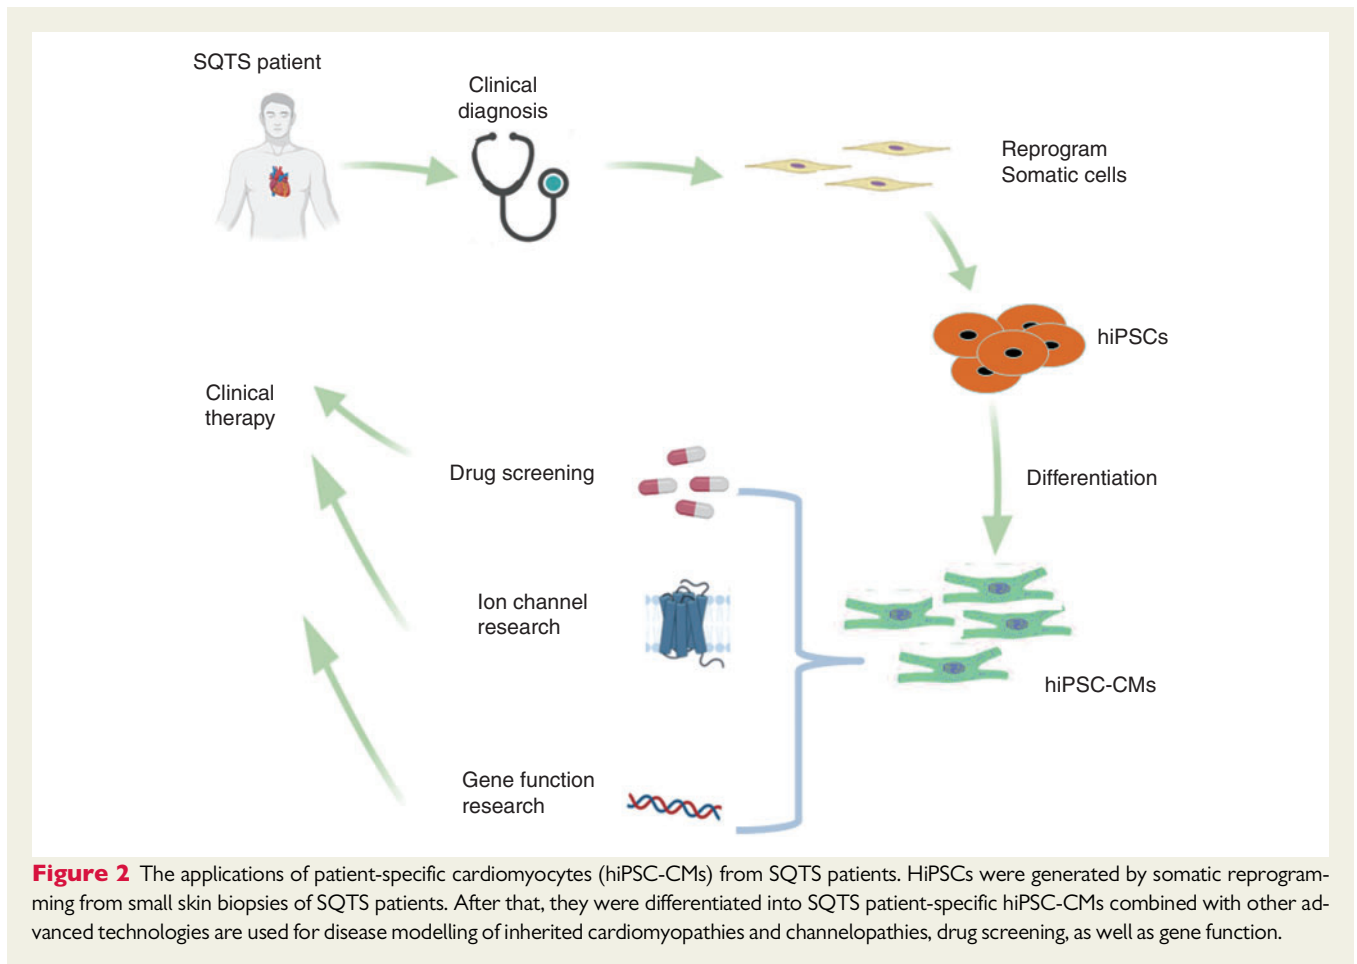 SQTS patient
Clinical
diagnosis
Reprogram
Somatic cells
hiPSCs
Clinical
therapy
Drug screening
Differentiation
Ion channel
research
hiPSC-CMs
Gene function
research
Figure 2 The applications of patient-specific cardiomyocytes (hiPSC-CMs) from SQTS patients. HiPSCs were generated by somatic reprogram-
ming from small skin biopsies of SQTS patients. After that, they were differentiated into SQTS patient-specific hiPSC-CMs combined with other ad-
vanced technologies are used for disease modelling of inherited cardiomyopathies and channelopathies, drug screening, as well as gene function.